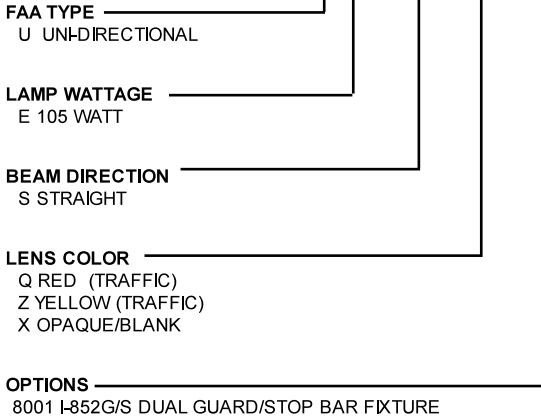 FAA TYPE
U UNI-DIRECTIONAL
LAMP WATTAGE
E 105 WATT
BEAM DIRECTION
S STRAIGHT
LENS COLOR
Q RED (TRAFFIC)
Z YELLOW (TRAFFIC)
X OPAQUE/BLANK
OPTIONS
8001 I-852G/S DUAL GUARD/STOP BAR FIXTURE